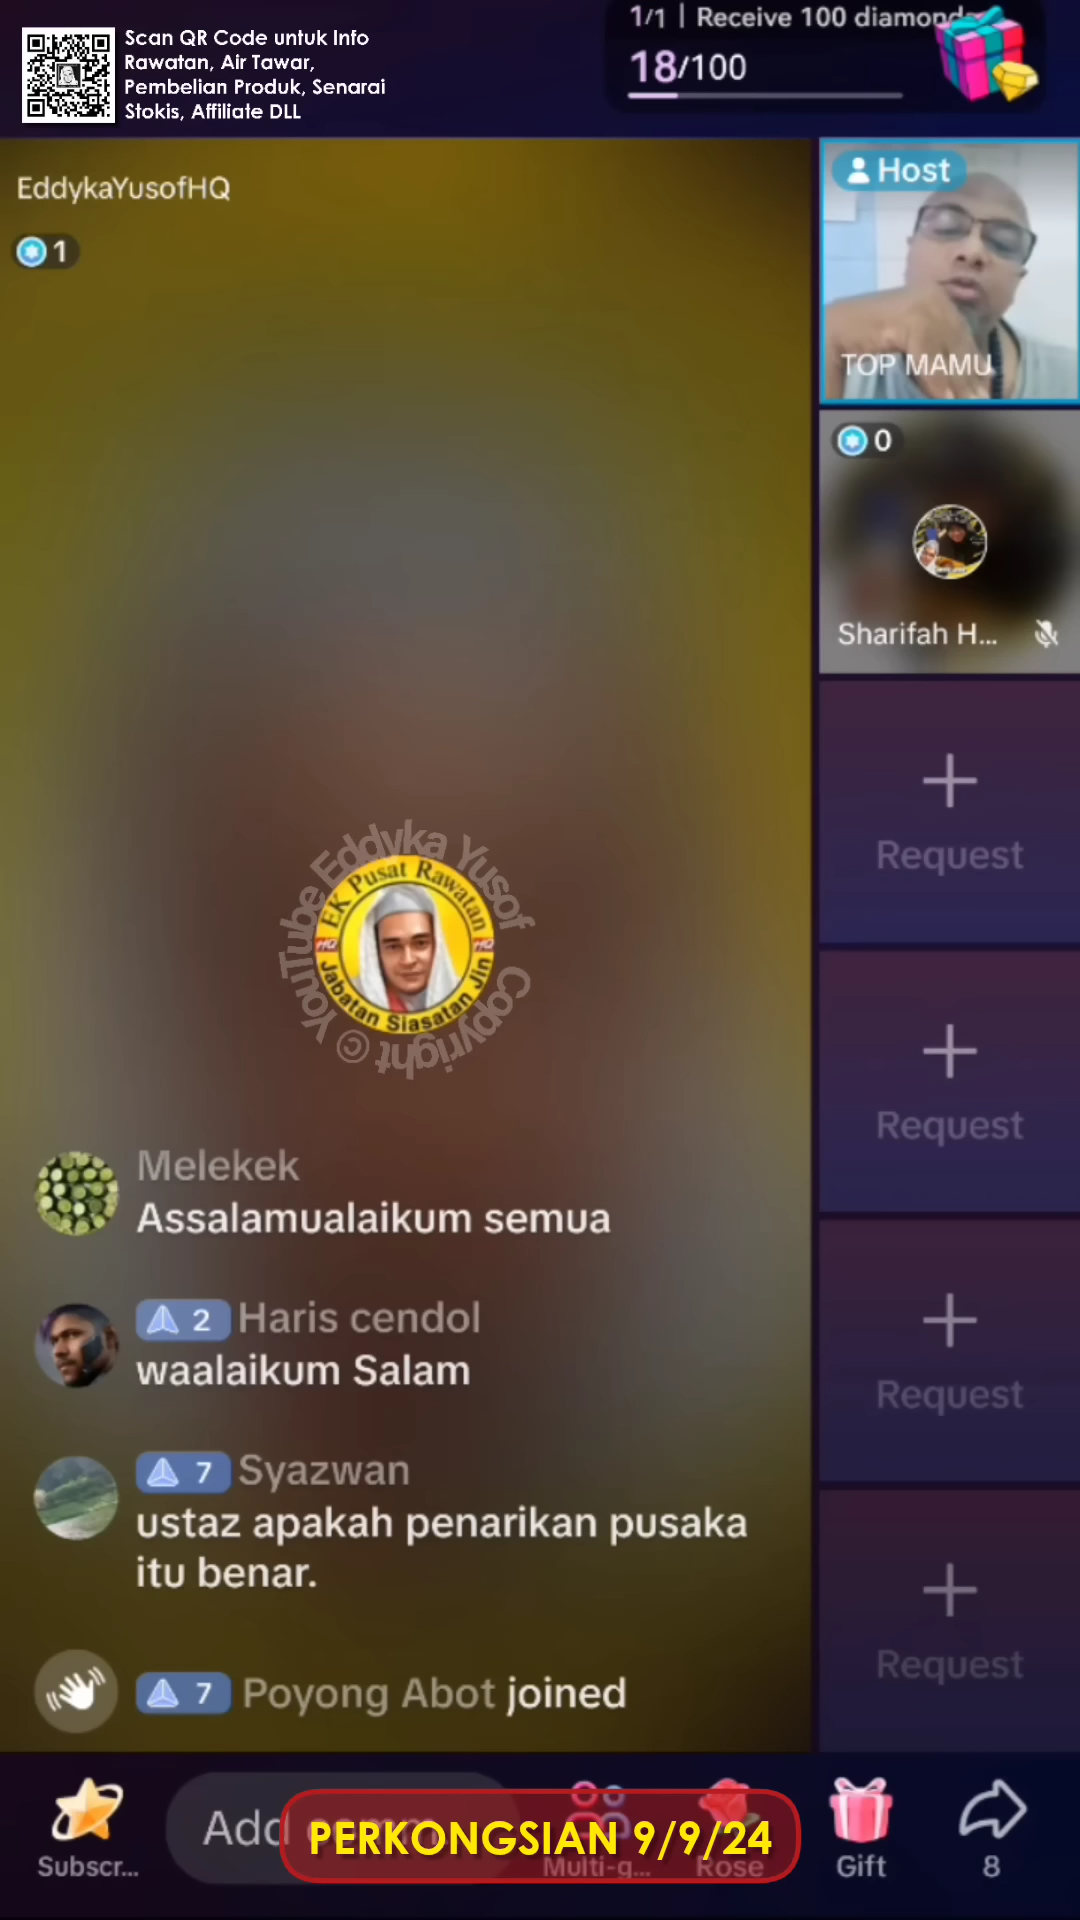 Scan QR Code untuk Info
Rawatan, Air Tawar,
Pembelian Produk, Senarai
Stokis, Affiliate DLL
1/1 | Receive 100 diamonds
18/100
EddykaYusofHQ
1
Host
TOP MAMU
0
Sharifah H...
Request
Request
Request
Request
YouTube Eddyka Yusof
Copyright ©
EK Pusat Rawatan
HQ HQ
Jabatan Siasatan Jin
Melekek
Assalamualaikum semua
2 Haris cendol
waalaikum Salam
7 Syazwan
ustaz apakah penarikan pusaka
itu benar.
7 Poyong Abot joined
Add comm
PERKONGSIAN 9/9/24
Subscr...
Multi-g...
Rose
Gift
8